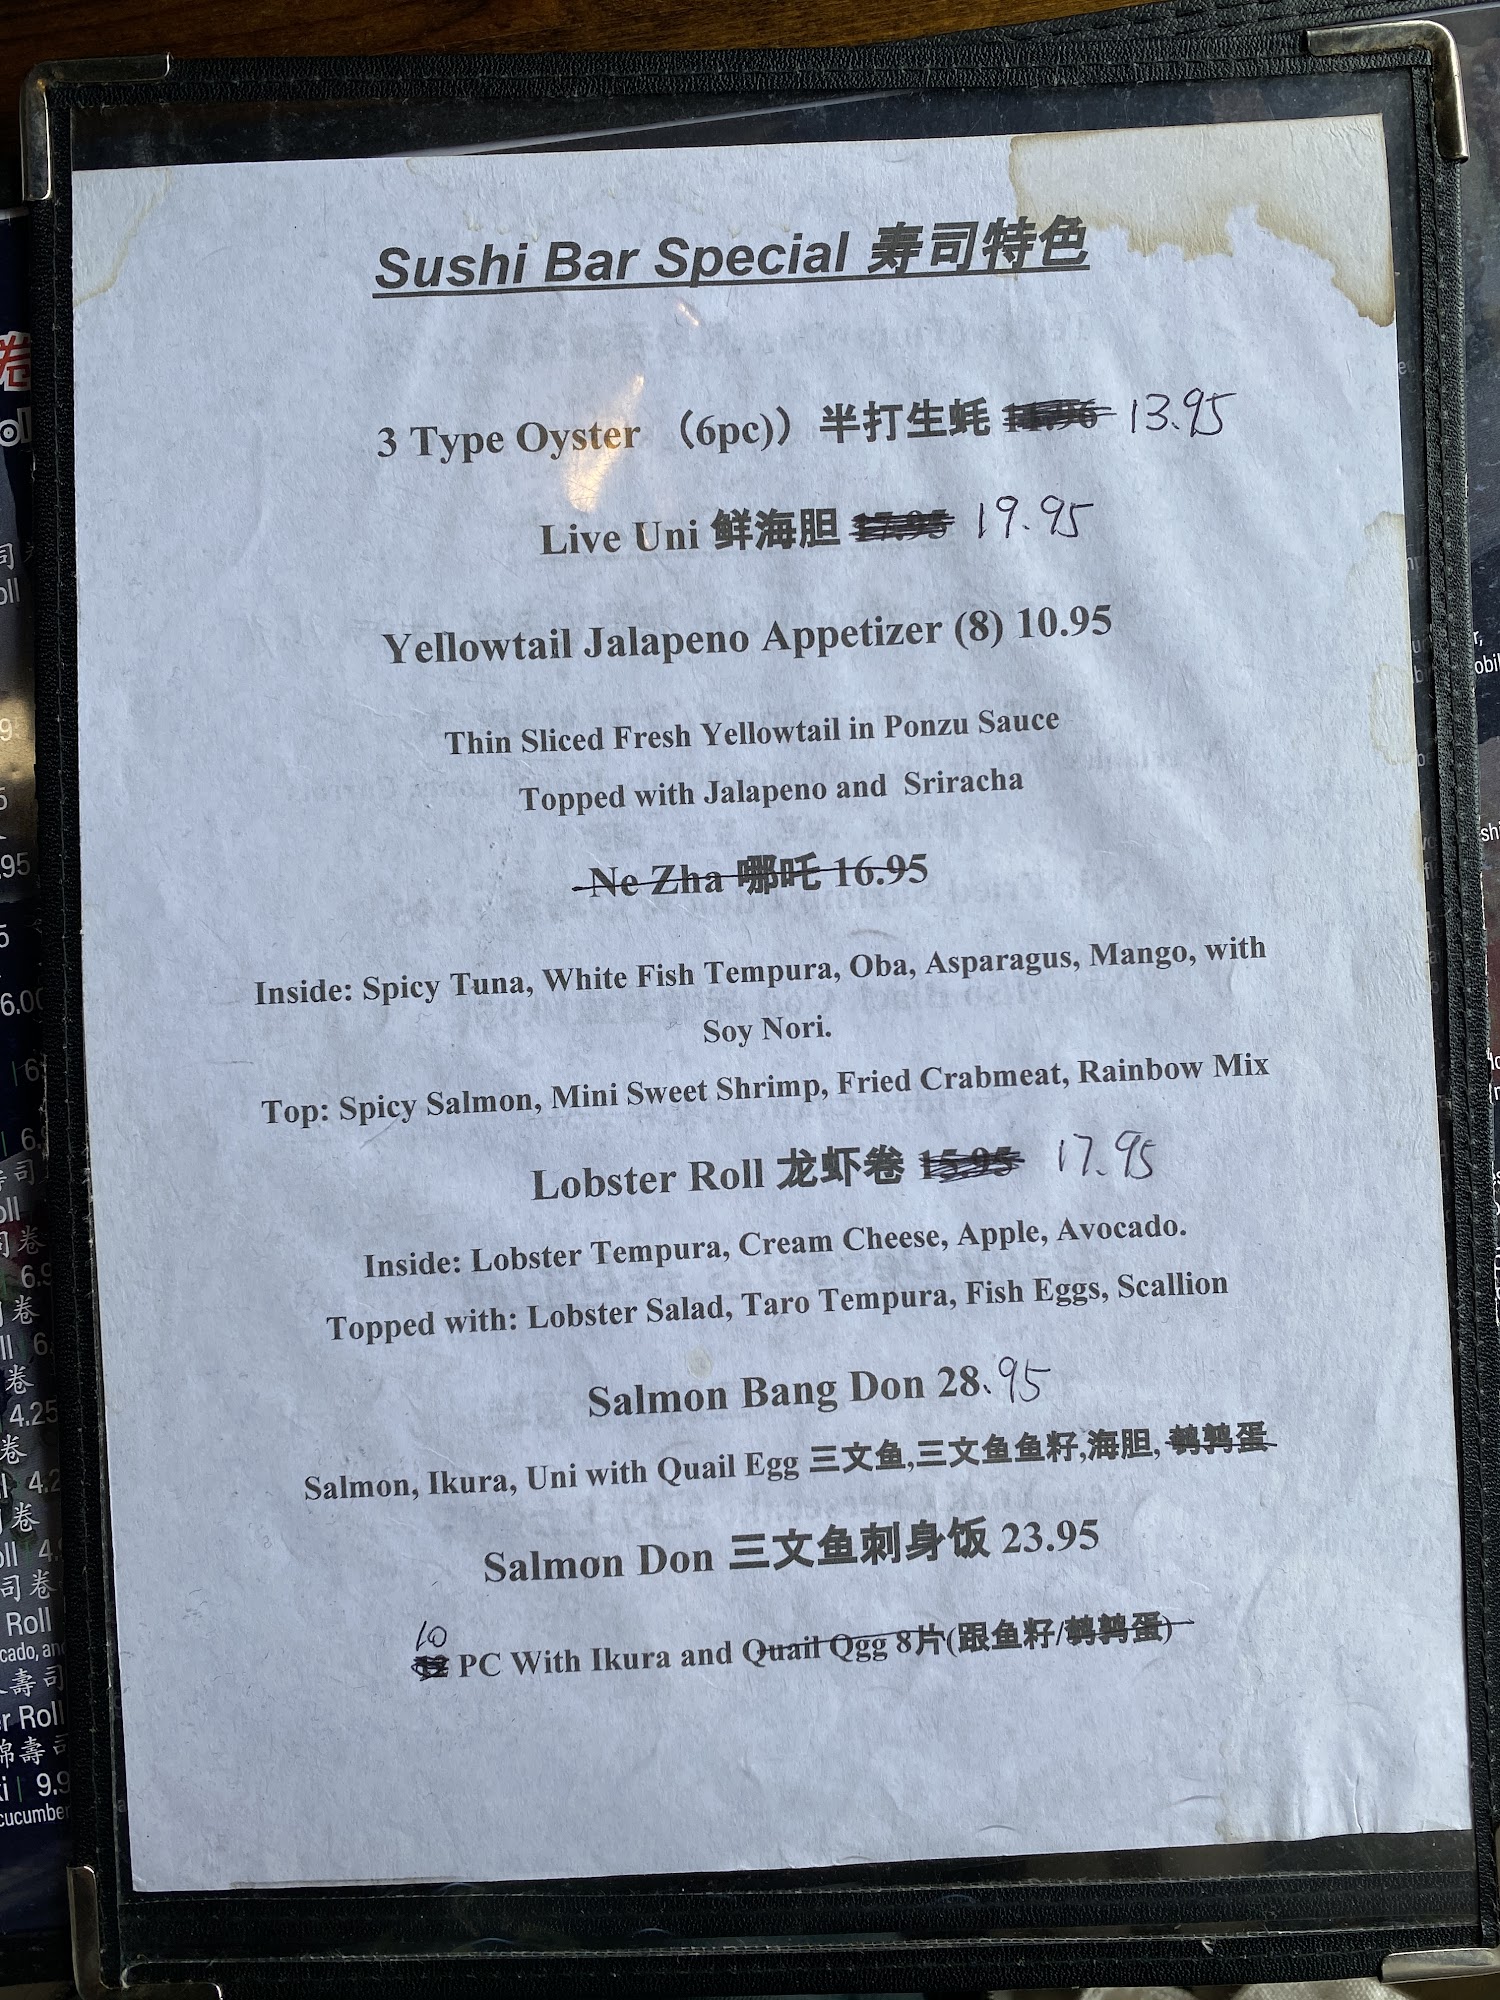 Sushi Bar Special 寿司特色
3 Type Oyster （6pc)） 半打生蚝 13.95
Live Uni 鲜海胆 17.95 19.95
Yellowtail Jalapeno Appetizer (8) 10.95
Thin Sliced Fresh Yellowtail in Ponzu Sauce
Topped with Jalapeno and Sriracha
Ne Zha 哪吒 16.95
Inside: Spicy Tuna, White Fish Tempura, Oba, Asparagus, Mango, with
Soy Nori.
Top: Spicy Salmon, Mini Sweet Shrimp, Fried Crabmeat, Rainbow Mix
Lobster Roll 龙虾卷 15.95 17.95
Inside: Lobster Tempura, Cream Cheese, Apple, Avocado.
Topped with: Lobster Salad, Taro Tempura, Fish Eggs, Scallion
Salmon Bang Don 28.95
Salmon, Ikura, Uni with Quail Egg 三文鱼,三文鱼鱼籽,海胆, 鹌鹑蛋
Salmon Don 三文鱼刺身饭 23.95
10
PC With Ikura and Quail Qgg 8片(跟鱼籽/鹌鹑蛋)